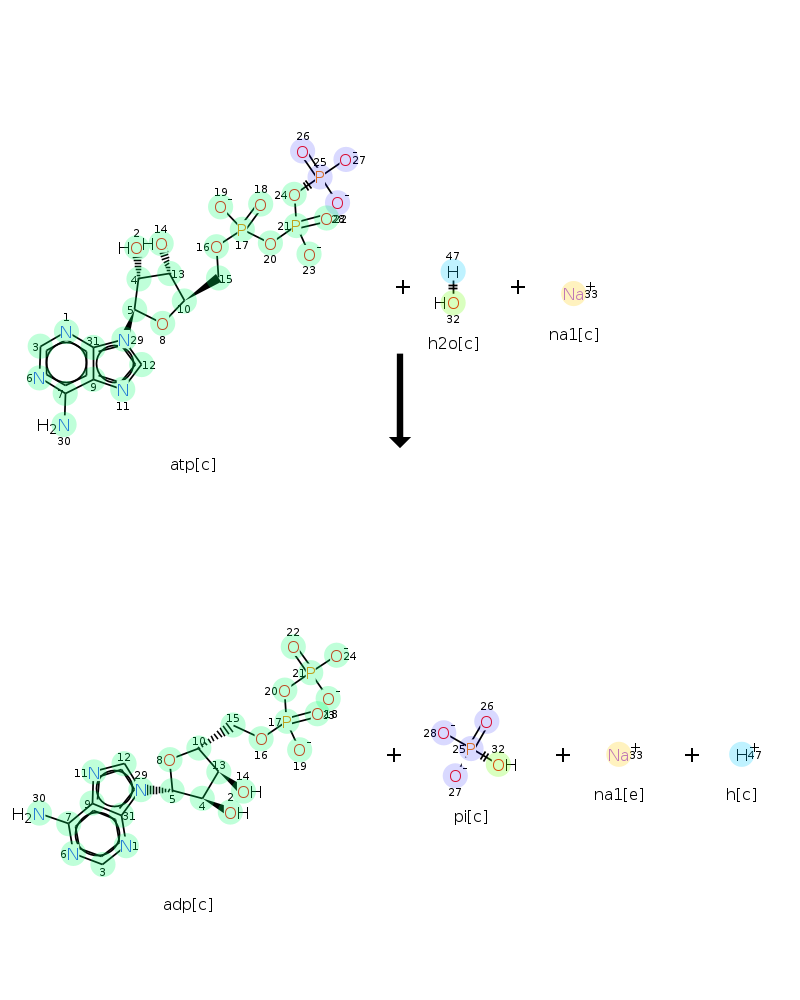 26
25
O
P
O⁻ 27
19
18
24
O
O⁻
O⁻
O
2
14
P
21
P
O 28 22
HO
HO
16
O
17
O
20
O⁻
23
47
4
13
15
H
+
+
Na⁺ 33
5
10
HO
1
O
8
32
na1[c]
N
31
N 29
h2o[c]
3
12
6 N
7
9
N
11
H₂N
30
atp[c]
22
O
O⁻ 24
21 P
20 O
O⁻
26
17 P
O 23 18
15
28 O⁻
O
10
O
16
O⁻
19
25 P
32
8 O
+
OH
+
Na⁺ 33
+
H⁺ 47
12
13
O⁻
27
11 N
29
14
OH
na1[e]
h[c]
30
N
5
4
2
OH
pi[c]
H₂N
9
31
7
N 1
6 N
3
adp[c]